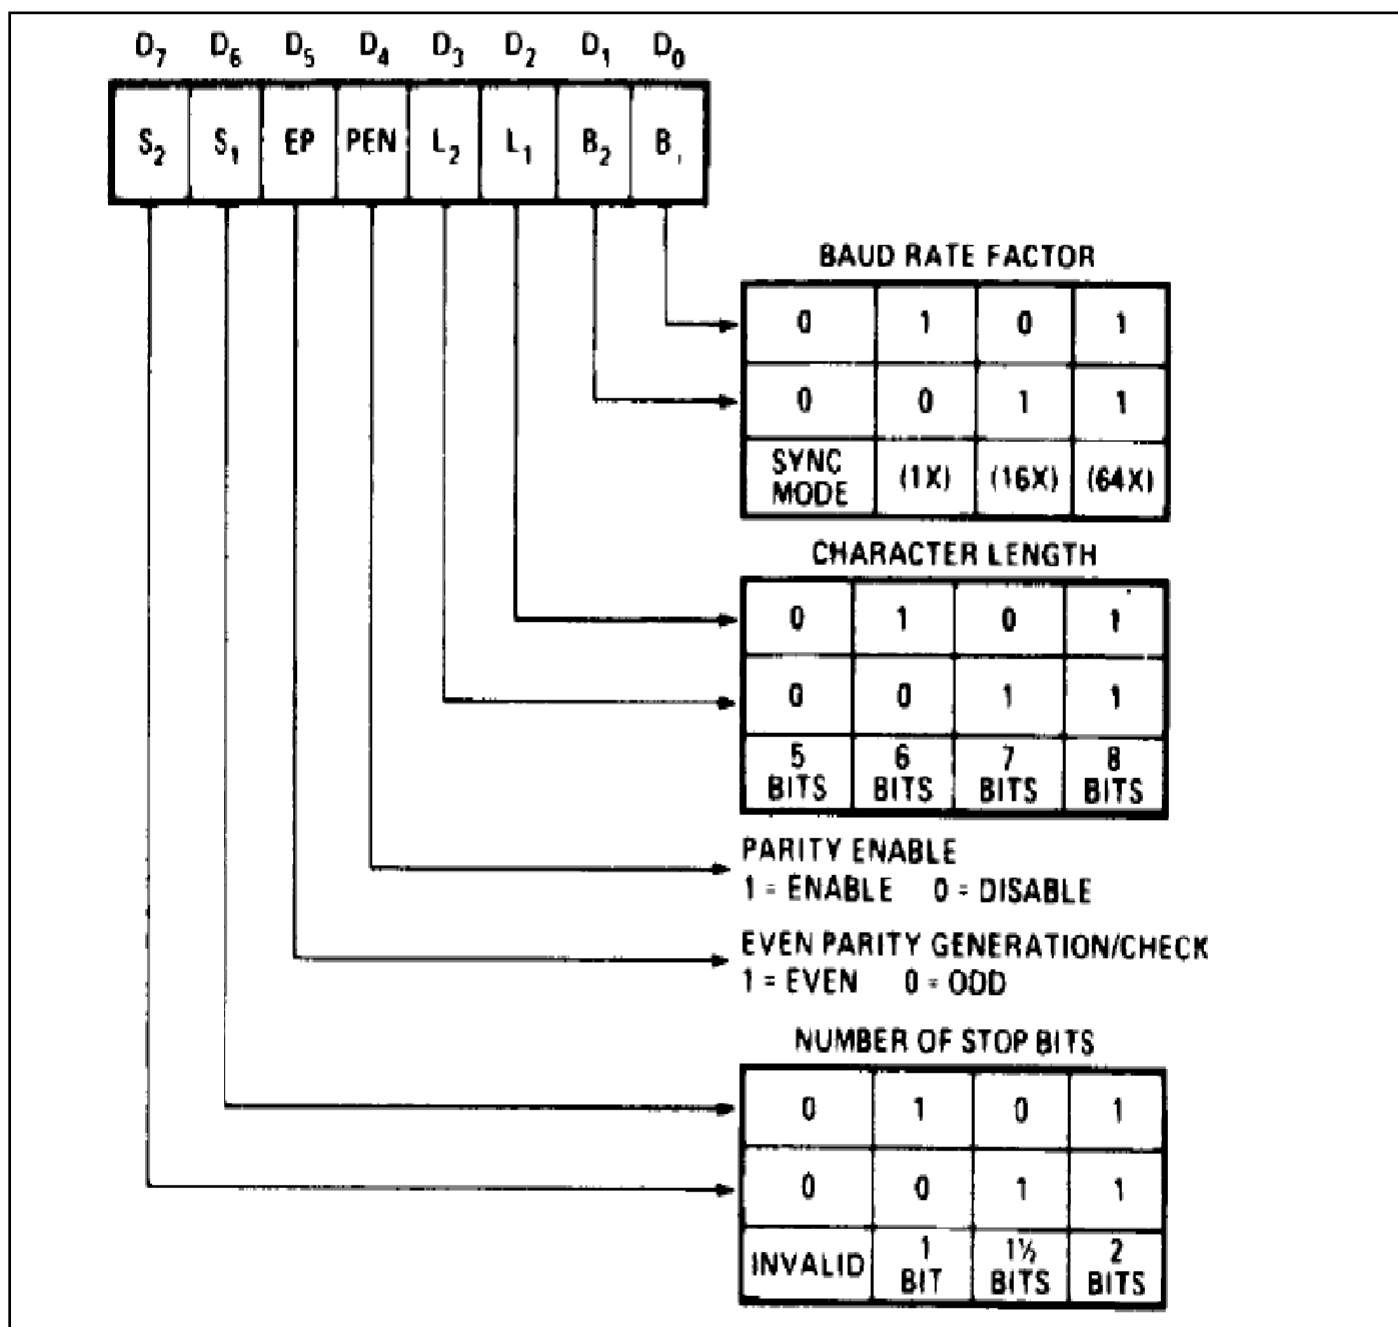 D7 D6 D5 D4 D3 D2 D1 D0
S2 S1 EP PEN L2 L1 B2 B
BAUD RATE FACTOR
0 1 0 1
0 0 1 1
SYNC MODE (1X) (16X) (64X)
CHARACTER LENGTH
0 1 0 1
0 0 1 1
5 BITS 6 BITS 7 BITS 8 BITS
PARITY ENABLE
1 = ENABLE 0 = DISABLE
EVEN PARITY GENERATION/CHECK
1 = EVEN 0 = ODD
NUMBER OF STOP BITS
0 1 0 1
0 0 1 1
INVALID 1 BIT 1½ BITS 2 BITS